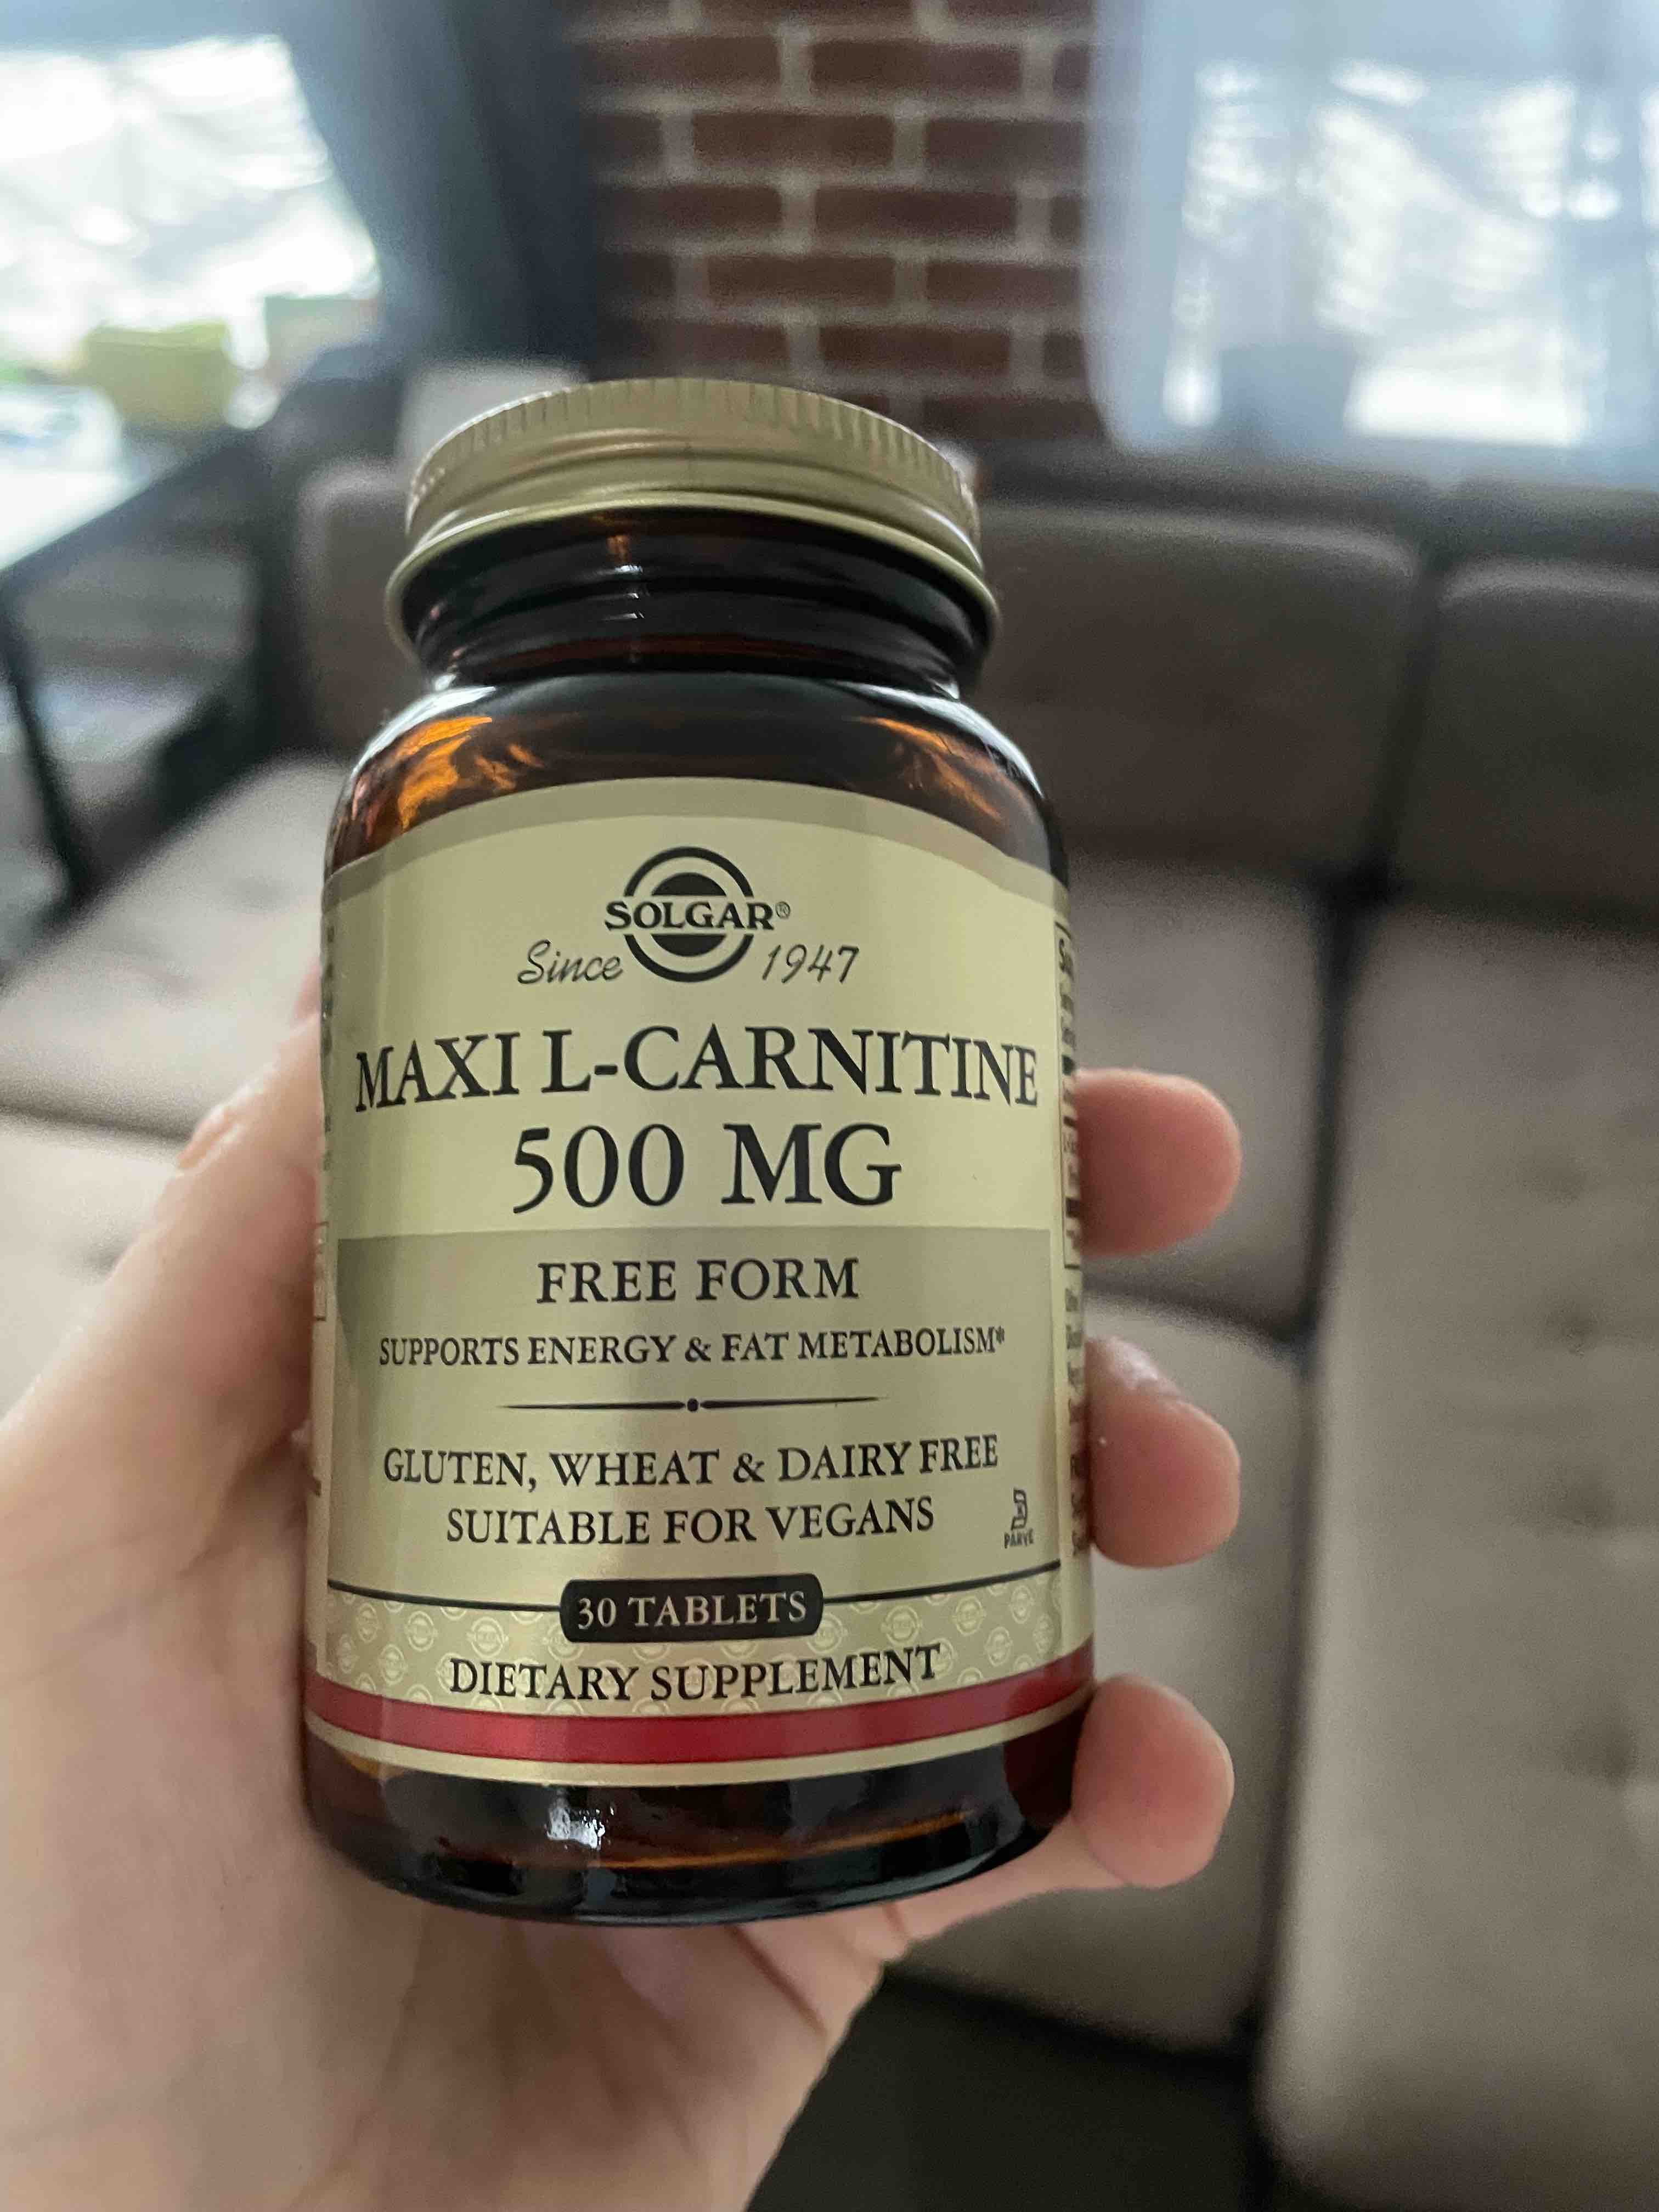 SOLGAR®
Since 1947
MAXI L-CARNITINE
500 MG
FREE FORM
SUPPORTS ENERGY & FAT METABOLISM*
GLUTEN, WHEAT & DAIRY FREE
SUITABLE FOR VEGANS
PARVE
30 TABLETS
DIETARY SUPPLEMENT